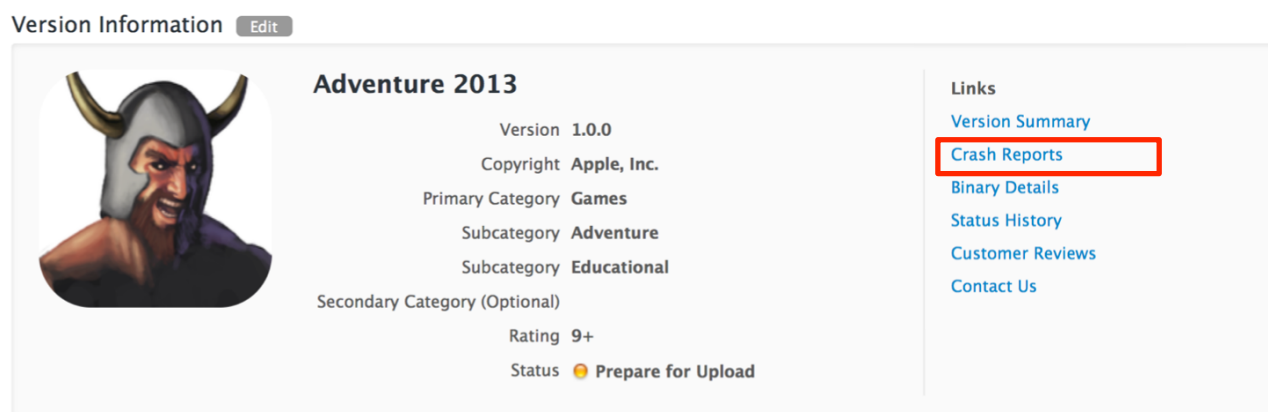 Version Information Edit
Adventure 2013
Version 1.0.0
Copyright Apple, Inc.
Primary Category Games
Subcategory Adventure
Subcategory Educational
Secondary Category (Optional)
Rating 9+
Status Prepare for Upload
Links
Version Summary
Crash Reports
Binary Details
Status History
Customer Reviews
Contact Us